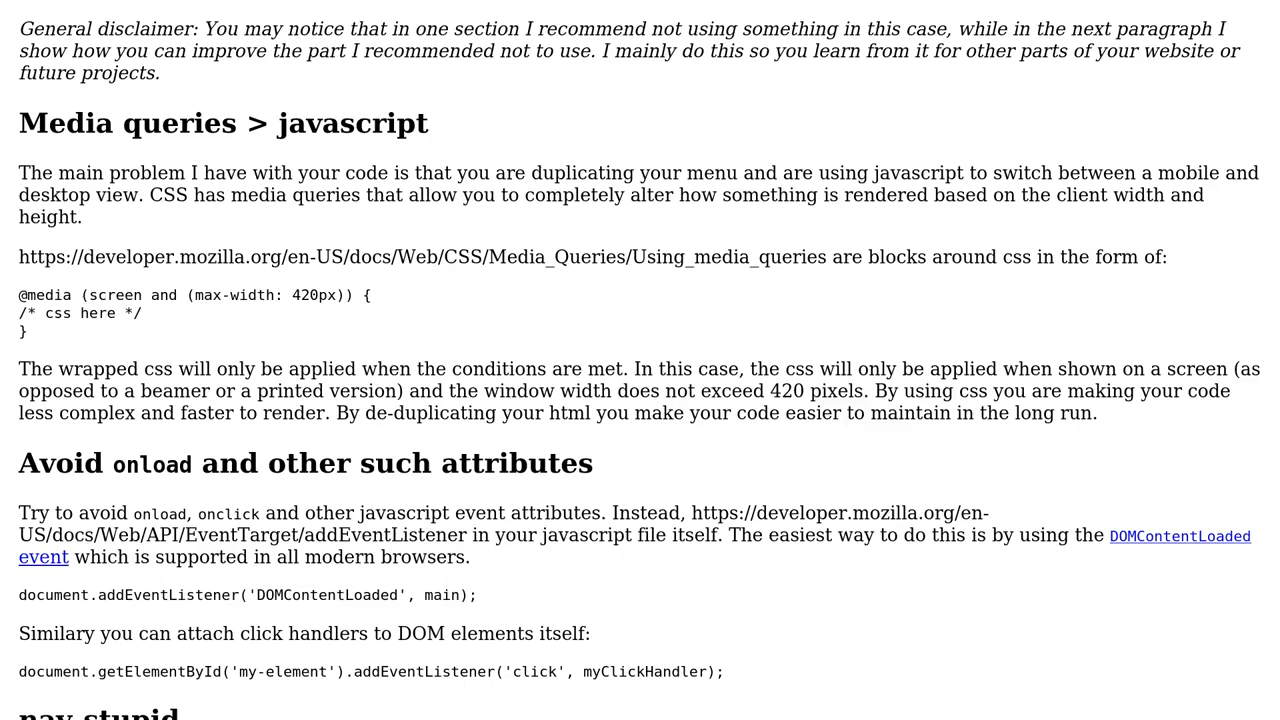 General disclaimer: You may notice that in one section I recommend not using something in this case, while in the next paragraph I
show how you can improve the part I recommended not to use. I mainly do this so you learn from it for other parts of your website or
future projects.
Media queries > javascript
The main problem I have with your code is that you are duplicating your menu and are using javascript to switch between a mobile and
desktop view. CSS has media queries that allow you to completely alter how something is rendered based on the client width and
height.
https://developer.mozilla.org/en-US/docs/Web/CSS/Media_Queries/Using_media_queries are blocks around css in the form of:
@media (screen and (max-width: 420px)) {
/* css here */
}
The wrapped css will only be applied when the conditions are met. In this case, the css will only be applied when shown on a screen (as
opposed to a beamer or a printed version) and the window width does not exceed 420 pixels. By using css you are making your code
less complex and faster to render. By de-duplicating your html you make your code easier to maintain in the long run.
Avoid onload and other such attributes
Try to avoid onload, onclick and other javascript event attributes. Instead, https://developer.mozilla.org/en-
US/docs/Web/API/EventTarget/addEventListener in your javascript file itself. The easiest way to do this is by using the DOMContentLoaded
event which is supported in all modern browsers.
document.addEventListener('DOMContentLoaded', main);
Similary you can attach click handlers to DOM elements itself:
document.getElementById('my-element').addEventListener('click', myClickHandler);
nav-stupid